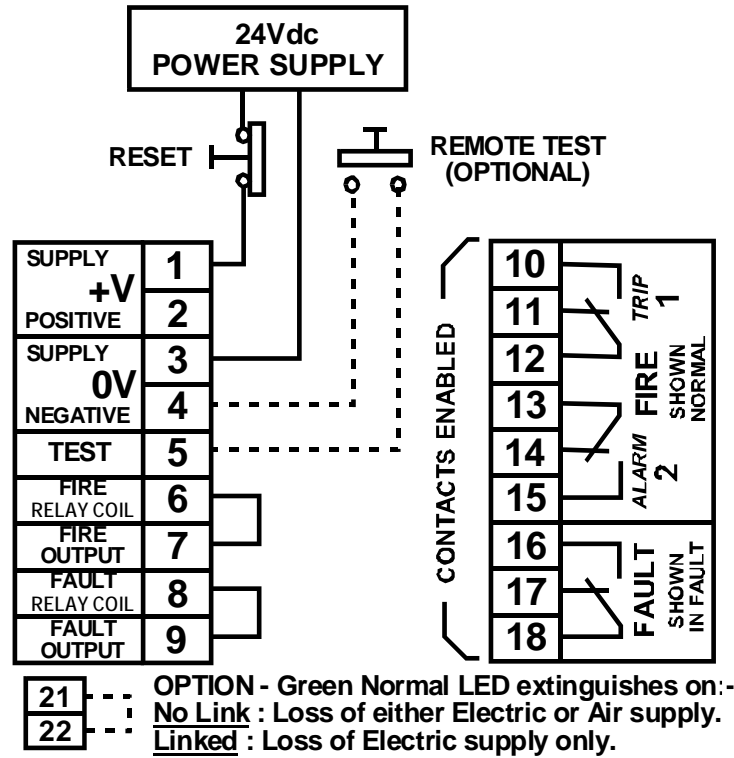 24Vdc
POWER SUPPLY
RESET
REMOTE TEST
(OPTIONAL)
SUPPLY
+V
POSITIVE
1
2
SUPPLY
0V
NEGATIVE
3
4
TEST
5
FIRE
RELAY COIL
6
FIRE
OUTPUT
7
FAULT
RELAY COIL
8
FAULT
OUTPUT
9
CONTACTS ENABLED
10
11
12
13
14
15
16
17
18
TRIP
1
FIRE
SHOWN
NORMAL
ALARM
2
FAULT
SHOWN
IN FAULT
21
22
OPTION - Green Normal LED extinguishes on:-
No Link : Loss of either Electric or Air supply.
Linked : Loss of Electric supply only.